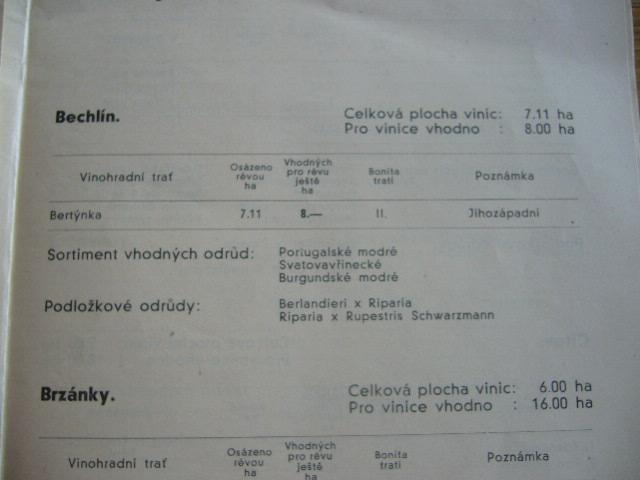 Bechlín.
Celková plocha vinic: 7.11 ha
Pro vinice vhodno : 8.00 ha
Vinohradní trať
Osázeno révou ha
Vhodných pro révu ještě ha
Bonita trati
Poznámka
Bertýnka 7.11 8.— II. Jihozápadní
Sortiment vhodných odrůd: Portugalské modré
Svatovavřinecké
Burgundské modré
Podložkové odrůdy: Berlandieri x Riparia
Riparia x Rupestris Schwarzmann
Brzánky.
Celková plocha vinic: 6.00 ha
Pro vinice vhodno : 16.00 ha
Vinohradní trať
Osázeno révou ha
Vhodných pro révu ještě ha
Bonita trati
Poznámka